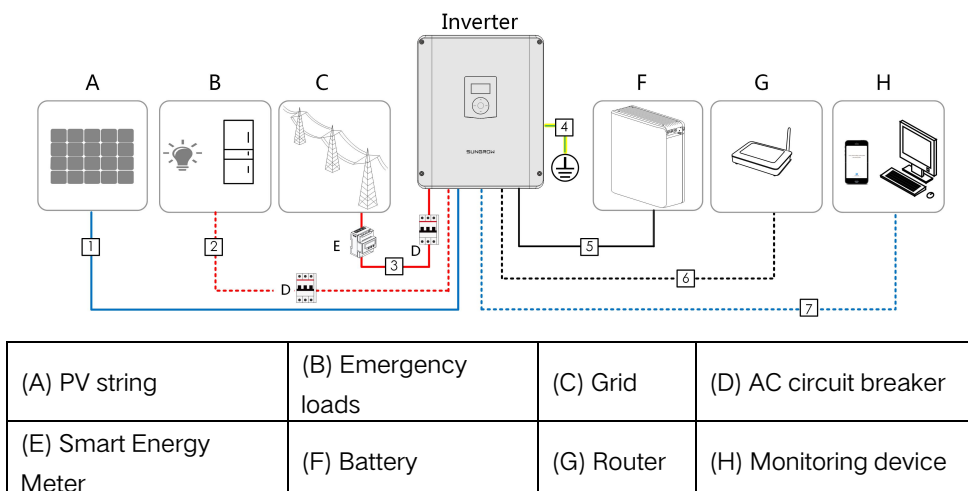 Inverter
A
B
C
F
G
H
SUNGROW
4
1
2
E
D
3
5
6
D
7
(A) PV string
(B) Emergency
loads
(C) Grid
(D) AC circuit breaker
(E) Smart Energy
Meter
(F) Battery
(G) Router
(H) Monitoring device